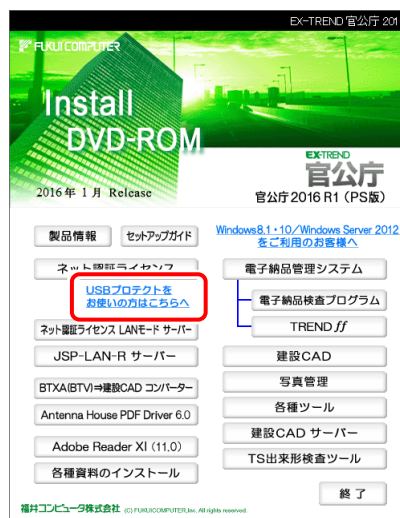 EX-TREND 官公庁 201
FUKUI COMPUTER
Install
DVD-ROM
2016年 1月 Release
EX-TREND
官公庁
官公庁2016 R1（PS版）
製品情報
セットアップガイド
Windows8.1・10／Windows Server 2012
をご利用のお客様へ
ネット認証ライセンス
USBプロテクトを
お使いの方はこちらへ
ネット認証ライセンス LANモード サーバー
JSP-LAN-R サーバー
BTXA(BTV)⇒建設CAD コンバーター
Antenna House PDF Driver 6.0
Adobe Reader XI (11.0)
各種資料のインストール
電子納品管理システム
電子納品検査プログラム
TREND ff
建設CAD
写真管理
各種ツール
建設CAD サーバー
TS出来形検査ツール
終了
福井コンピュータ株式会社 (C) FUKUICOMPUTER,Inc. All rights reserved.